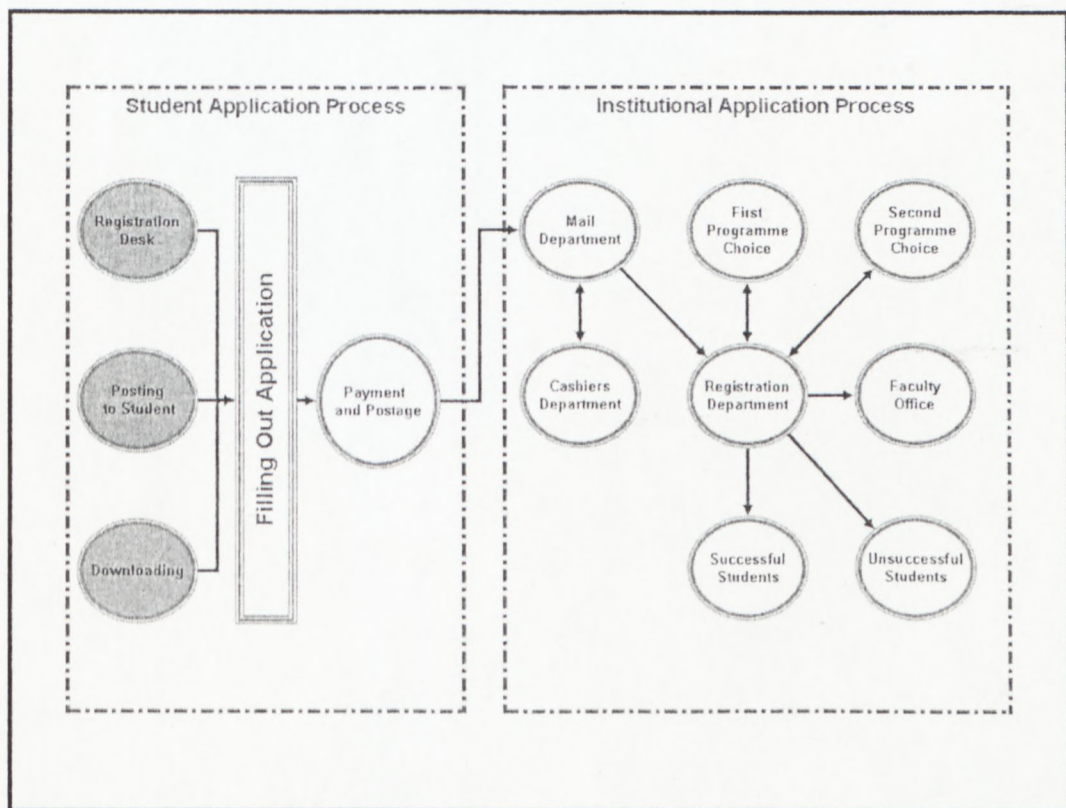 Student Application Process
Registration
Desk
Posting
to Student
Downloading
Filling Out Application
Payment
and Postage
Institutional Application Process
Mail
Department
First
Programme
Choice
Second
Programme
Choice
Cashiers
Department
Registration
Department
Faculty
Office
Successful
Students
Unsuccessful
Students